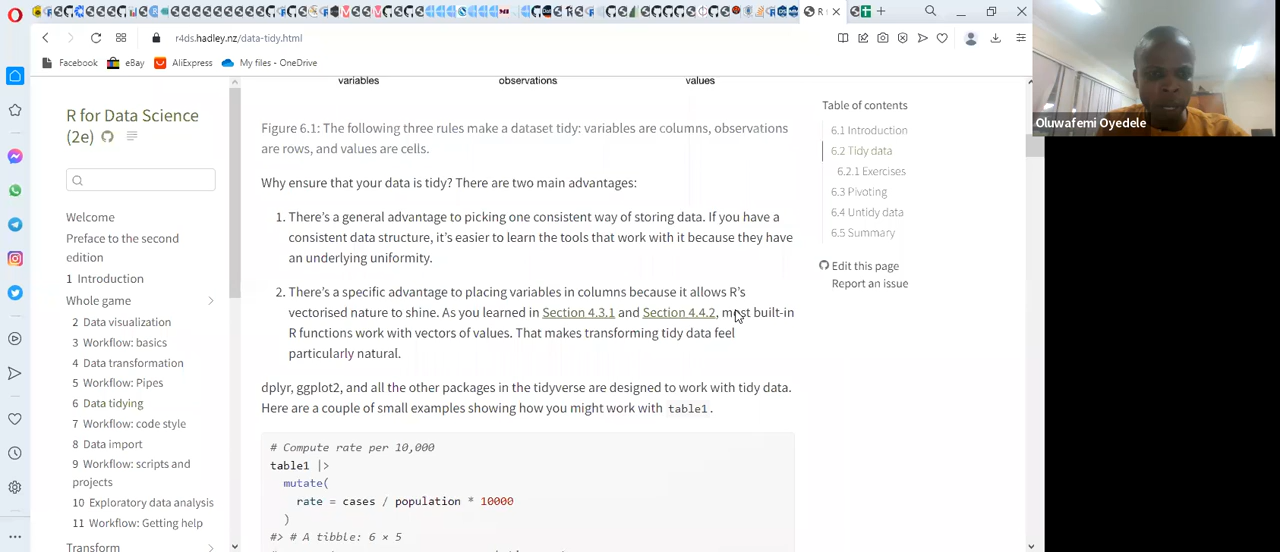 R
r4ds.hadley.nz/data-tidy.html
Facebook
eBay
AliExpress
My files - OneDrive
R for Data Science
(2e)
Welcome
Preface to the second
edition
1 Introduction
Whole game
2 Data visualization
3 Workflow: basics
4 Data transformation
5 Workflow: Pipes
6 Data tidying
7 Workflow: code style
8 Data import
9 Workflow: scripts and
projects
10 Exploratory data analysis
11 Workflow: Getting help
Transform
variables
observations
values
Figure 6.1: The following three rules make a dataset tidy: variables are columns, observations
are rows, and values are cells.
Why ensure that your data is tidy? There are two main advantages:
1. There's a general advantage to picking one consistent way of storing data. If you have a
consistent data structure, it's easier to learn the tools that work with it because they have
an underlying uniformity.
2. There's a specific advantage to placing variables in columns because it allows R's
vectorised nature to shine. As you learned in Section 4.3.1 and Section 4.4.2, most built-in
R functions work with vectors of values. That makes transforming tidy data feel
particularly natural.
dplyr, ggplot2, and all the other packages in the tidyverse are designed to work with tidy data.
Here are a couple of small examples showing how you might work with table1.
# Compute rate per 10,000
table1 |>
mutate(
rate = cases / population * 10000
)
#> # A tibble: 6 × 5
Table of contents
6.1 Introduction
6.2 Tidy data
6.2.1 Exercises
6.3 Pivoting
6.4 Untidy data
6.5 Summary
Edit this page
Report an issue
Oluwafemi Oyedele